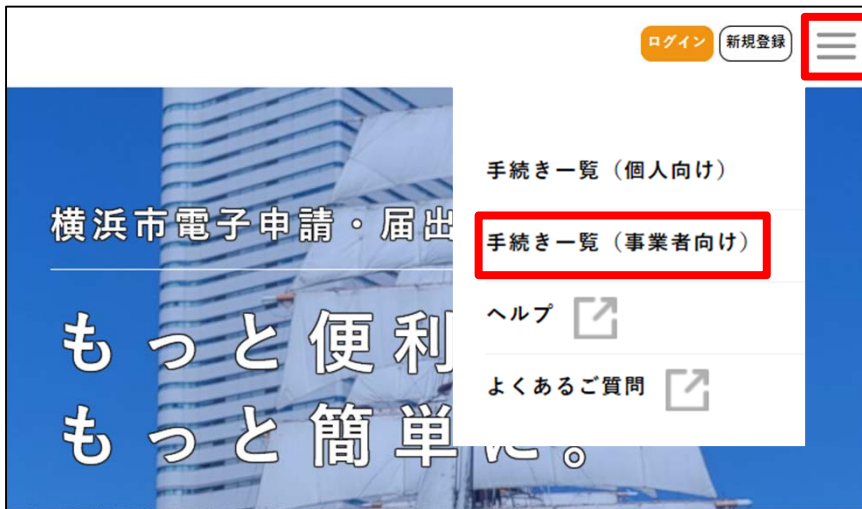 ログイン 新規登録
手続き一覧（個人向け）
横浜市電子申請・届出
手続き一覧（事業者向け）
ヘルプ
もっと便利
よくあるご質問
もっと簡単に。